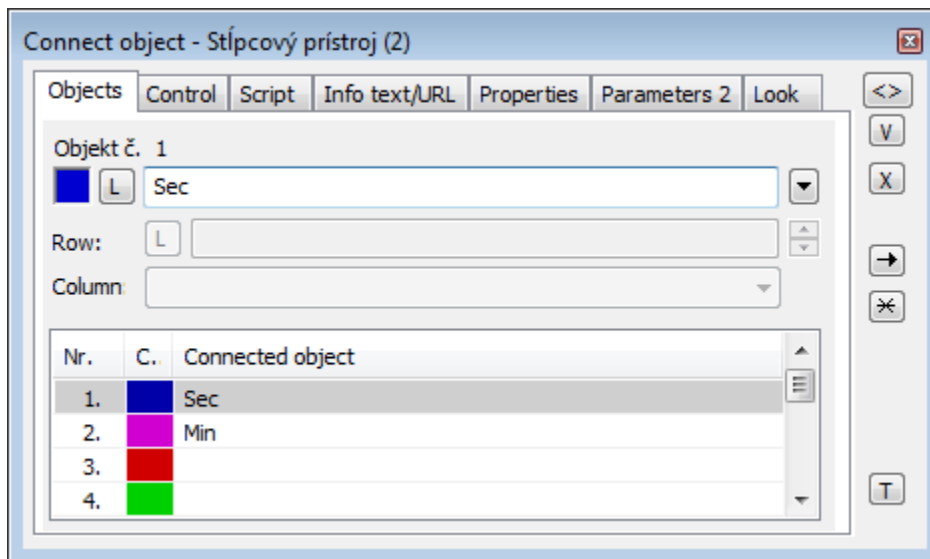 Connect object - Stĺpcový prístroj (2)
Objects Control Script Info text/URL Properties Parameters 2 Look
<>
V
X
Objekt č. 1
L Sec
Row: L
Column:
Nr. C.. Connected object
1. Sec
2. Min
3.
4.
T